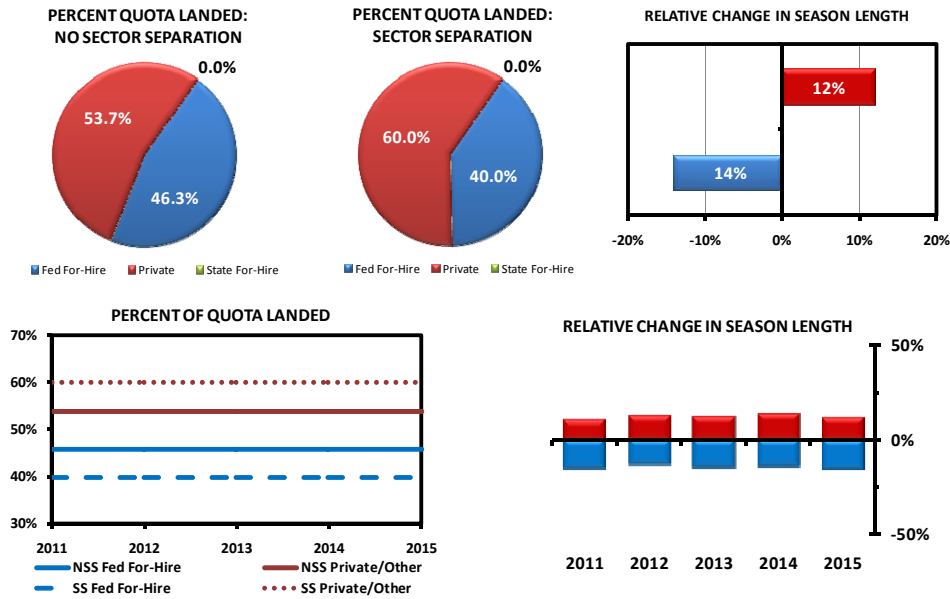 PERCENT QUOTA LANDED:
NO SECTOR SEPARATION
0.0%
53.7%
46.3%
Fed For-Hire Private State For-Hire
PERCENT QUOTA LANDED:
SECTOR SEPARATION
0.0%
60.0%
40.0%
Fed For-Hire Private State For-Hire
RELATIVE CHANGE IN SEASON LENGTH
12%
14%
-20% -10% 0% 10% 20%
PERCENT OF QUOTA LANDED
70%
60%
50%
40%
30%
2011 2012 2013 2014 2015
NSS Fed For-Hire NSS Private/Other
SS Fed For-Hire SS Private/Other
RELATIVE CHANGE IN SEASON LENGTH
50%
0%
-50%
2011 2012 2013 2014 2015